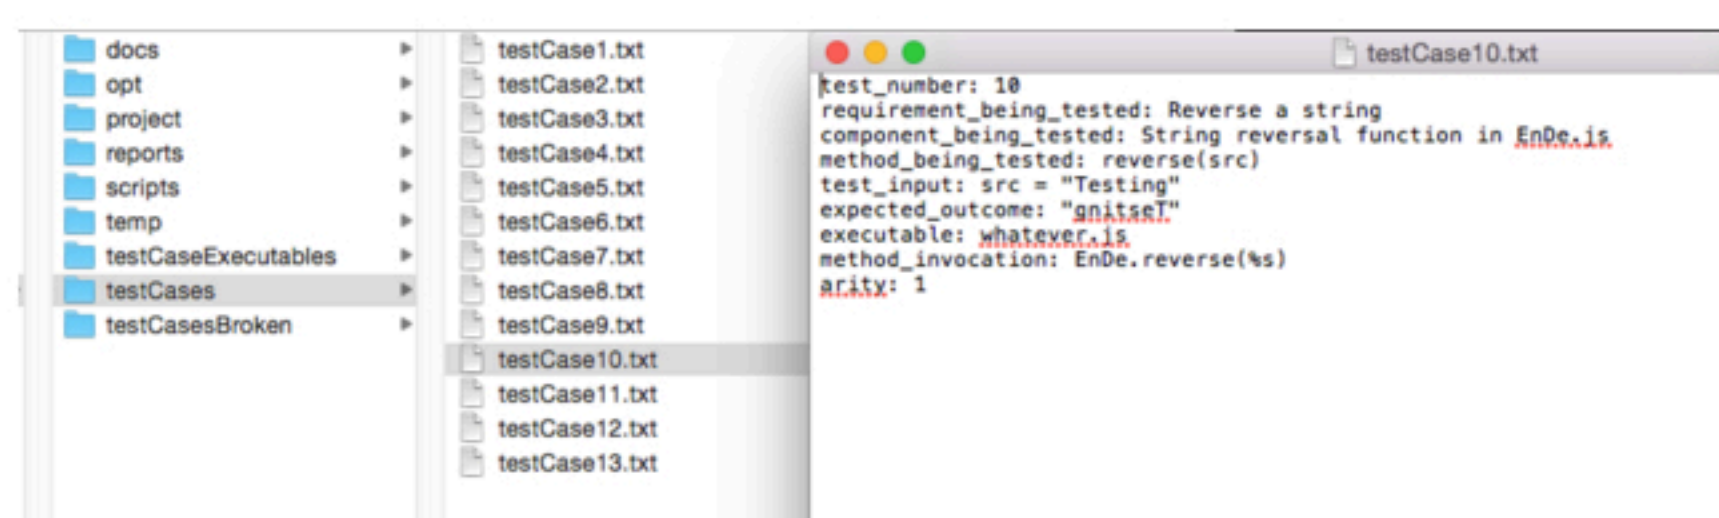 docs
opt
project
reports
scripts
temp
testCaseExecutables
testCases
testCasesBroken
testCase1.txt
testCase2.txt
testCase3.txt
testCase4.txt
testCase5.txt
testCase6.txt
testCase7.txt
testCase8.txt
testCase9.txt
testCase10.txt
testCase11.txt
testCase12.txt
testCase13.txt
testCase10.txt
test_number: 10
requirement_being_tested: Reverse a string
component_being_tested: String reversal function in EnDe.js
method_being_tested: reverse(src)
test_input: src = "Testing"
expected_outcome: "gnitseT"
executable: whatever.js
method_invocation: EnDe.reverse(%s)
arity: 1